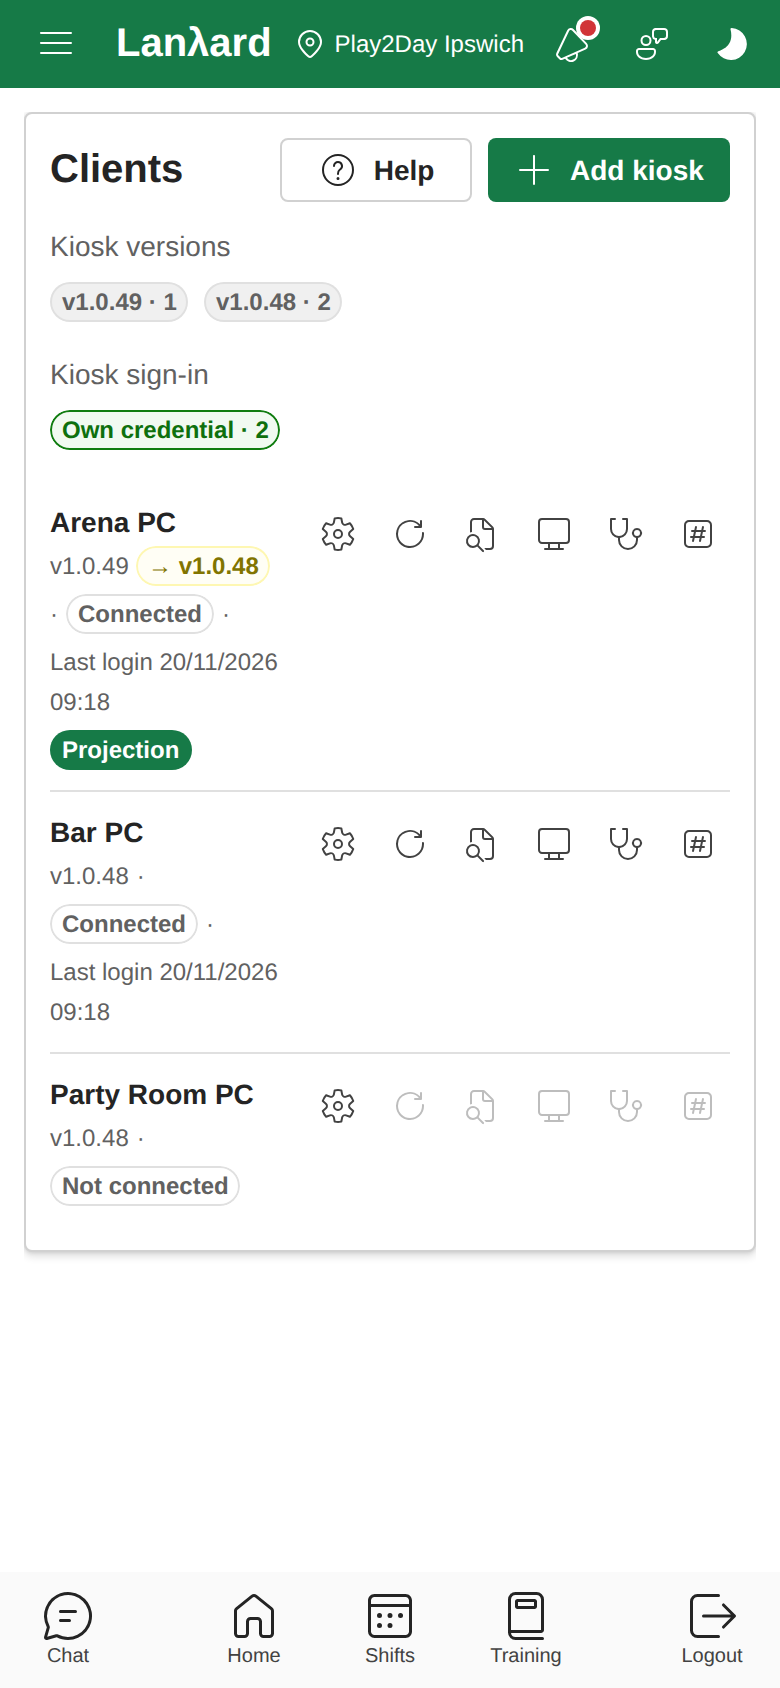 Lanλard
Play2Day Ipswich
Clients
Help
Add kiosk
Kiosk versions
v1.0.49 · 1
v1.0.48 · 2
Kiosk sign-in
Own credential · 2
Arena PC
v1.0.49 → v1.0.48
· Connected ·
Last login 20/11/2026
09:18
Projection
Bar PC
v1.0.48 ·
Connected ·
Last login 20/11/2026
09:18
Party Room PC
v1.0.48 ·
Not connected
Chat
Home
Shifts
Training
Logout